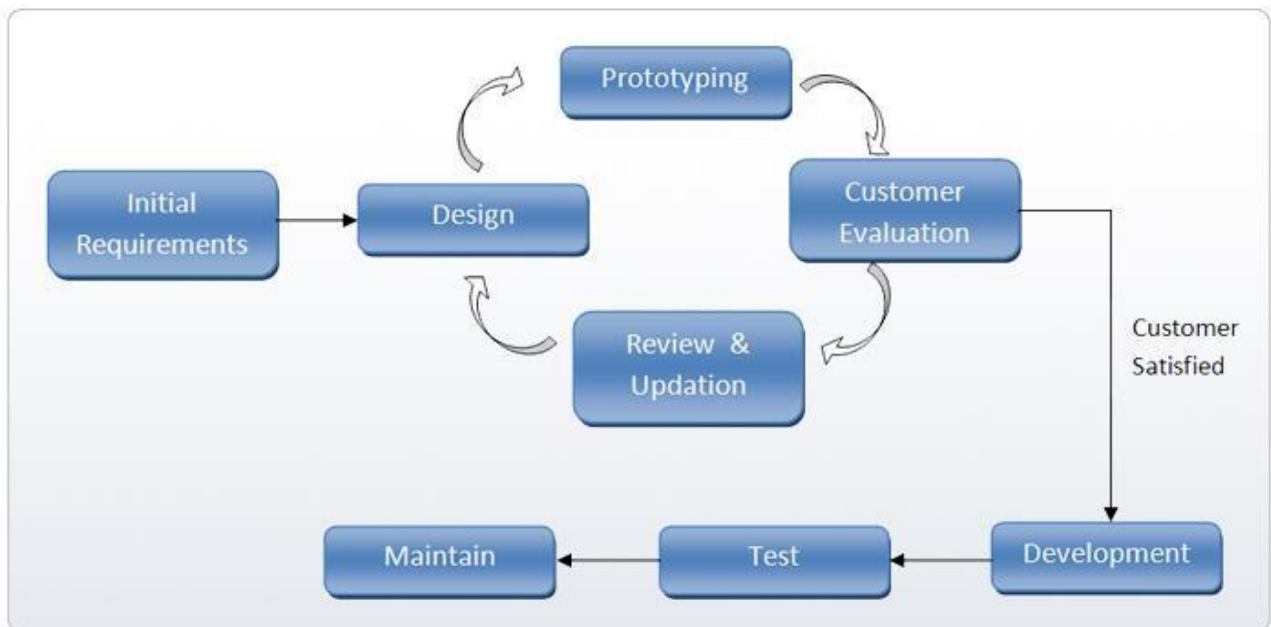 Prototyping
Initial
Requirements
Design
Customer
Evaluation
Review &
Updation
Customer
Satisfied
Maintain
Test
Development